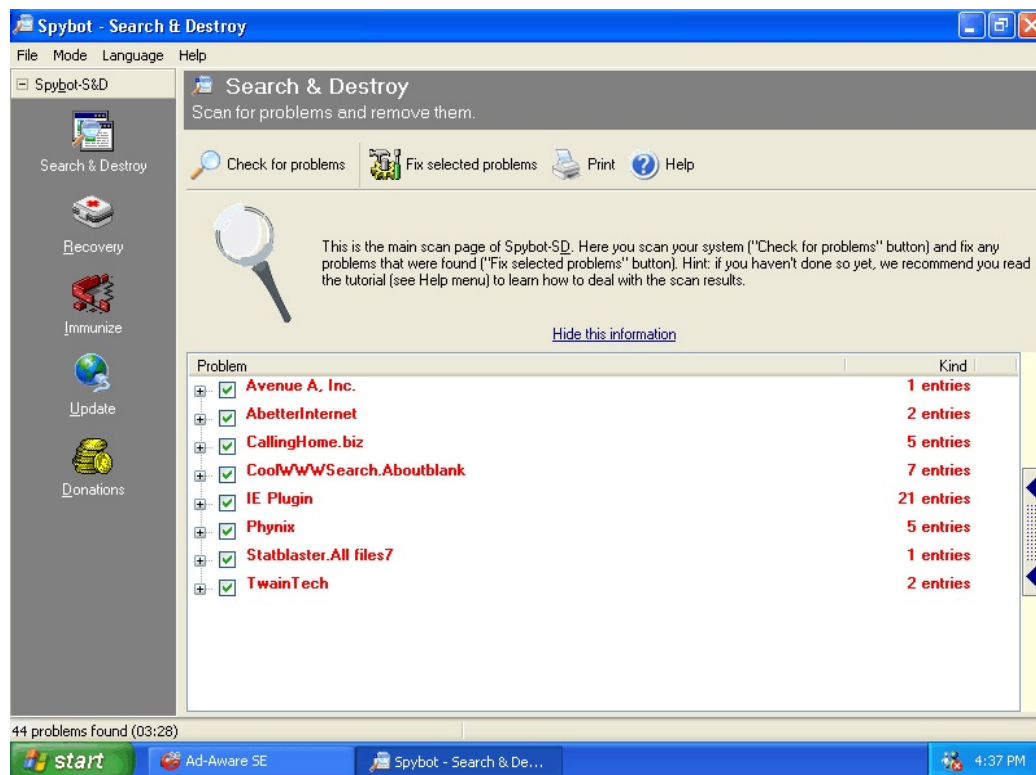 Spybot - Search & Destroy
File Mode Language Help
Spybot-S&D
Search & Destroy
Recovery
Immunize
Update
Donations
Search & Destroy
Scan for problems and remove them.
Check for problems Fix selected problems Print Help
This is the main scan page of Spybot-SD. Here you scan your system ("Check for problems" button) and fix any
problems that were found ("Fix selected problems" button). Hint: if you haven't done so yet, we recommend you read
the tutorial (see Help menu) to learn how to deal with the scan results.
Hide this information
Problem Kind
Avenue A, Inc. 1 entries
AbetterInternet 2 entries
CallingHome.biz 5 entries
CoolWWWSearch.Aboutblank 7 entries
IE Plugin 21 entries
Phynix 5 entries
Statblaster.All files7 1 entries
TwainTech 2 entries
44 problems found (03:28)
start Ad-Aware SE Spybot - Search & De... 4:37 PM